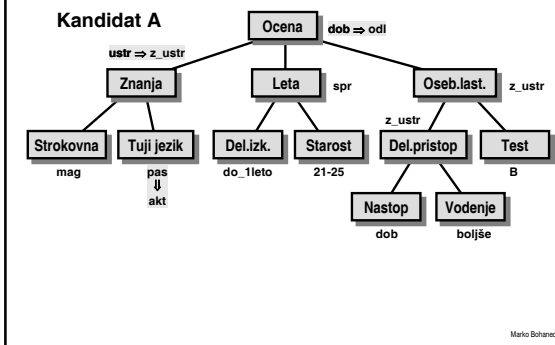 Kandidat A
Ocena
dob ⇒ odl
ustr ⇒ z_ustr
Znanja
Leta
spr
Oseb.last.
z_ustr
z_ustr
Strokovna
Tuji jezik
Del.izk.
Starost
Del.pristop
Test
mag
pas
do_1leto
21-25
B
⇓
akt
Nastop
Vodenje
dob
boljše
Marko Bohanec